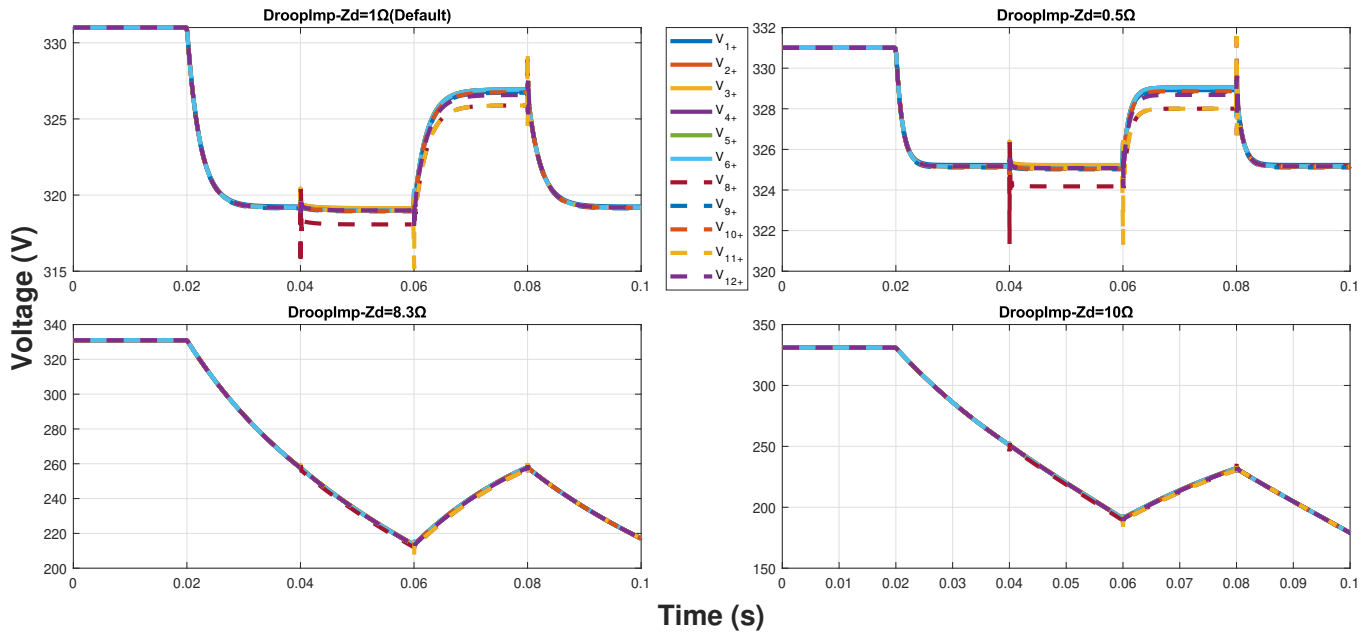 DroopImp-Zd=1Ω(Default)
330
325
320
315
0 0.02 0.04 0.06 0.08 0.1
V1+
V2+
V3+
V4+
V5+
V6+
V8+
V9+
V10+
V11+
V12+
DroopImp-Zd=0.5Ω
332
330
328
326
324
322
320
0 0.02 0.04 0.06 0.08 0.1
Voltage (V)
DroopImp-Zd=8.3Ω
340
320
300
280
260
240
220
200
0 0.02 0.04 0.06 0.08 0.1
DroopImp-Zd=10Ω
350
300
250
200
150
0 0.01 0.02 0.03 0.04 0.05 0.06 0.07 0.08 0.09 0.1
Time (s)